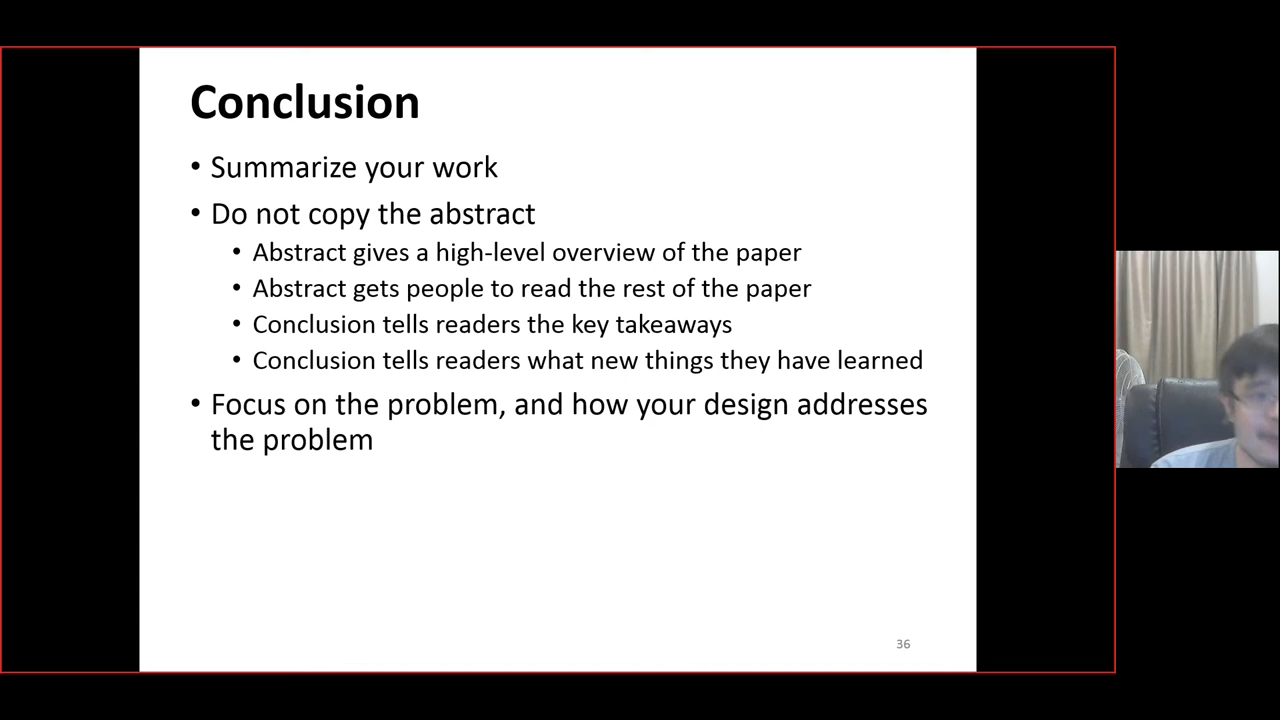 Conclusion
• Summarize your work
• Do not copy the abstract
• Abstract gives a high-level overview of the paper
• Abstract gets people to read the rest of the paper
• Conclusion tells readers the key takeaways
• Conclusion tells readers what new things they have learned
• Focus on the problem, and how your design addresses
the problem
36